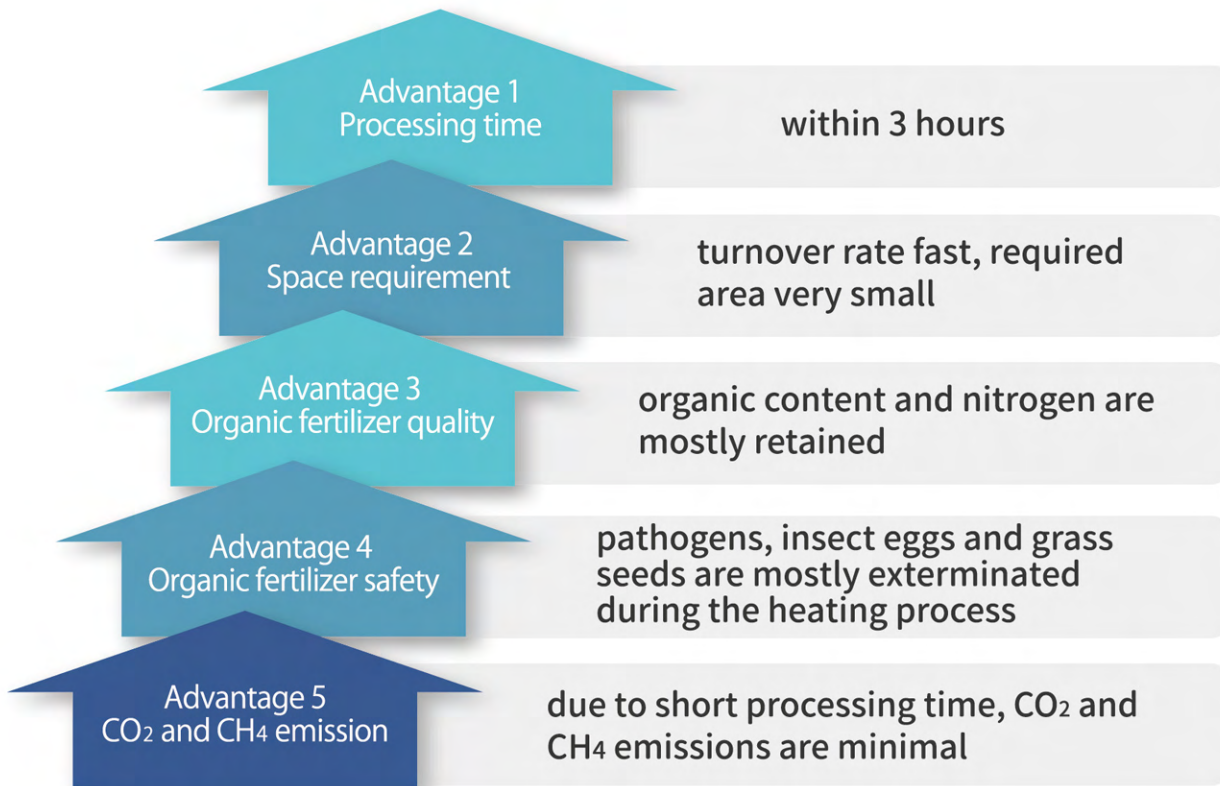 Advantage 1
Processing time
within 3 hours
Advantage 2
Space requirement
turnover rate fast, required
area very small
Advantage 3
Organic fertilizer quality
organic content and nitrogen are
mostly retained
Advantage 4
Organic fertilizer safety
pathogens, insect eggs and grass
seeds are mostly exterminated
during the heating process
Advantage 5
CO₂ and CH₄ emission
due to short processing time, CO₂ and
CH₄ emissions are minimal